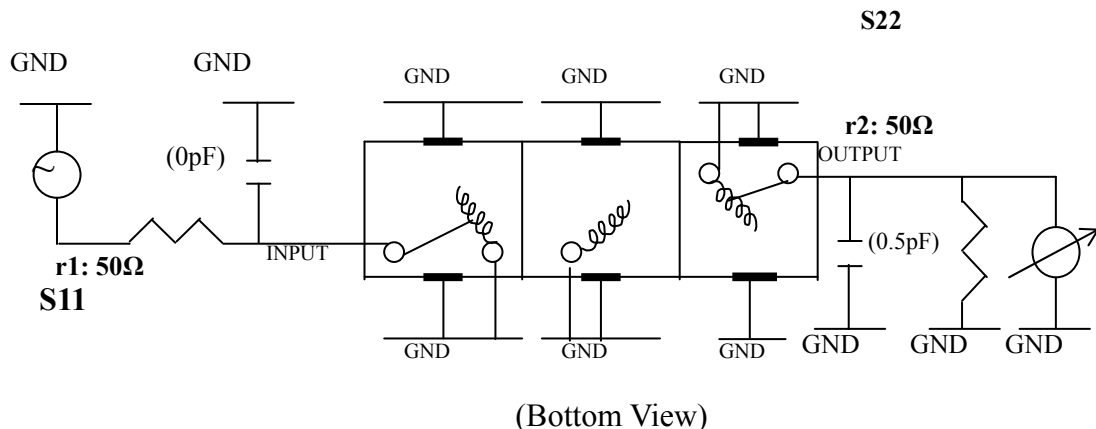 S22
GND
GND
GND
GND
GND
r2: 50Ω
OUTPUT
(0pF)
(0.5pF)
INPUT
r1: 50Ω
S11
GND
GND
GND
GND
GND
GND
(Bottom View)